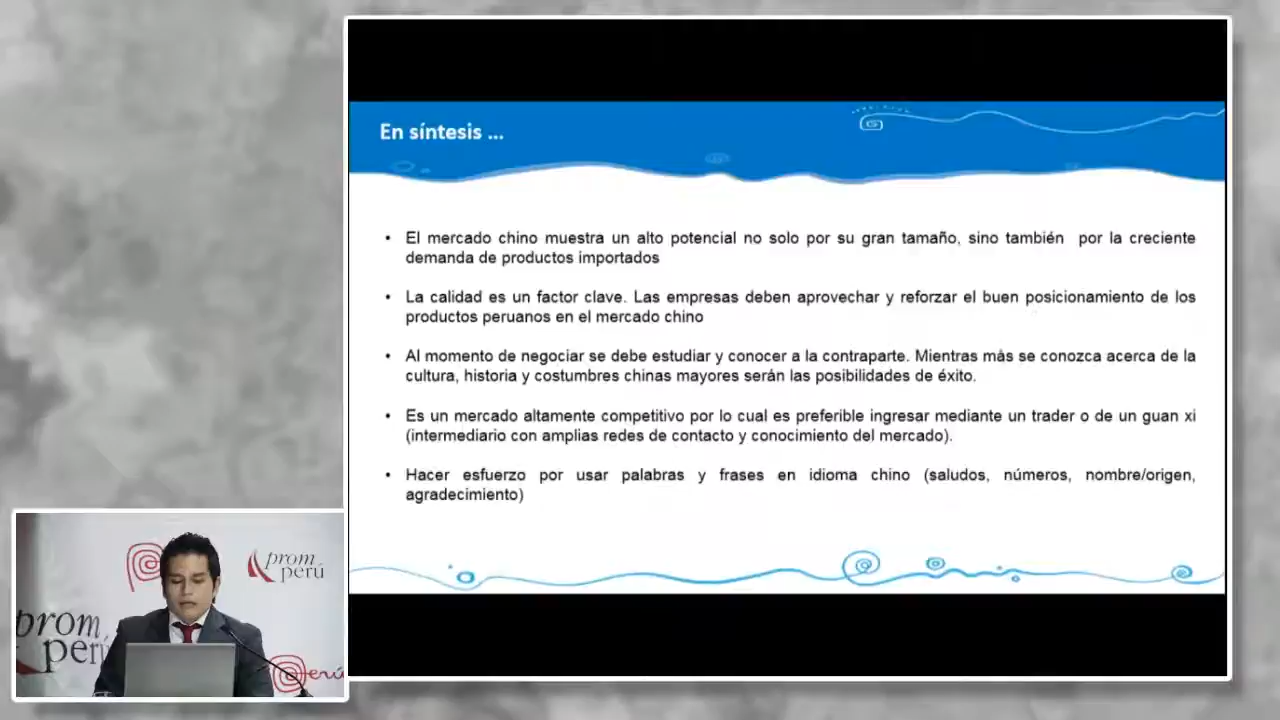 En síntesis ...
• El mercado chino muestra un alto potencial no solo por su gran tamaño, sino también por la creciente
demanda de productos importados
• La calidad es un factor clave. Las empresas deben aprovechar y reforzar el buen posicionamiento de los
productos peruanos en el mercado chino
• Al momento de negociar se debe estudiar y conocer a la contraparte. Mientras más se conozca acerca de la
cultura, historia y costumbres chinas mayores serán las posibilidades de éxito.
• Es un mercado altamente competitivo por lo cual es preferible ingresar mediante un trader o de un guan xi
(intermediario con amplias redes de contacto y conocimiento del mercado).
• Hacer esfuerzo por usar palabras y frases en idioma chino (saludos, números, nombre/origen,
agradecimiento)
prom
perú
prom
perú
Perú